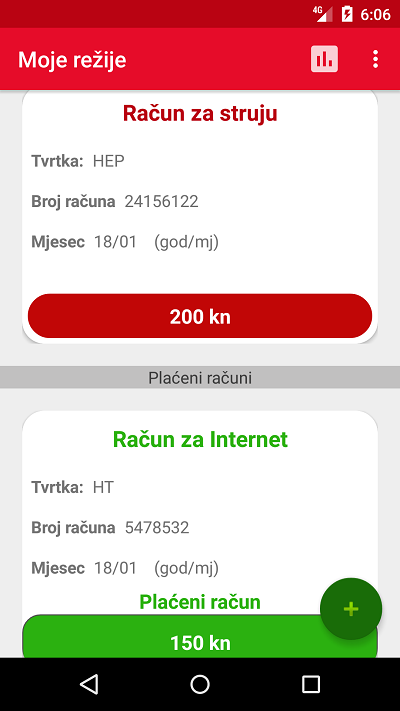 4G 6:06
Moje režije
Račun za struju
Tvrtka: HEP
Broj računa 24156122
Mjesec 18/01 (god/mj)
200 kn
Plaćeni računi
Račun za Internet
Tvrtka: HT
Broj računa 5478532
Mjesec 18/01 (god/mj)
Plaćeni račun
+
150 kn